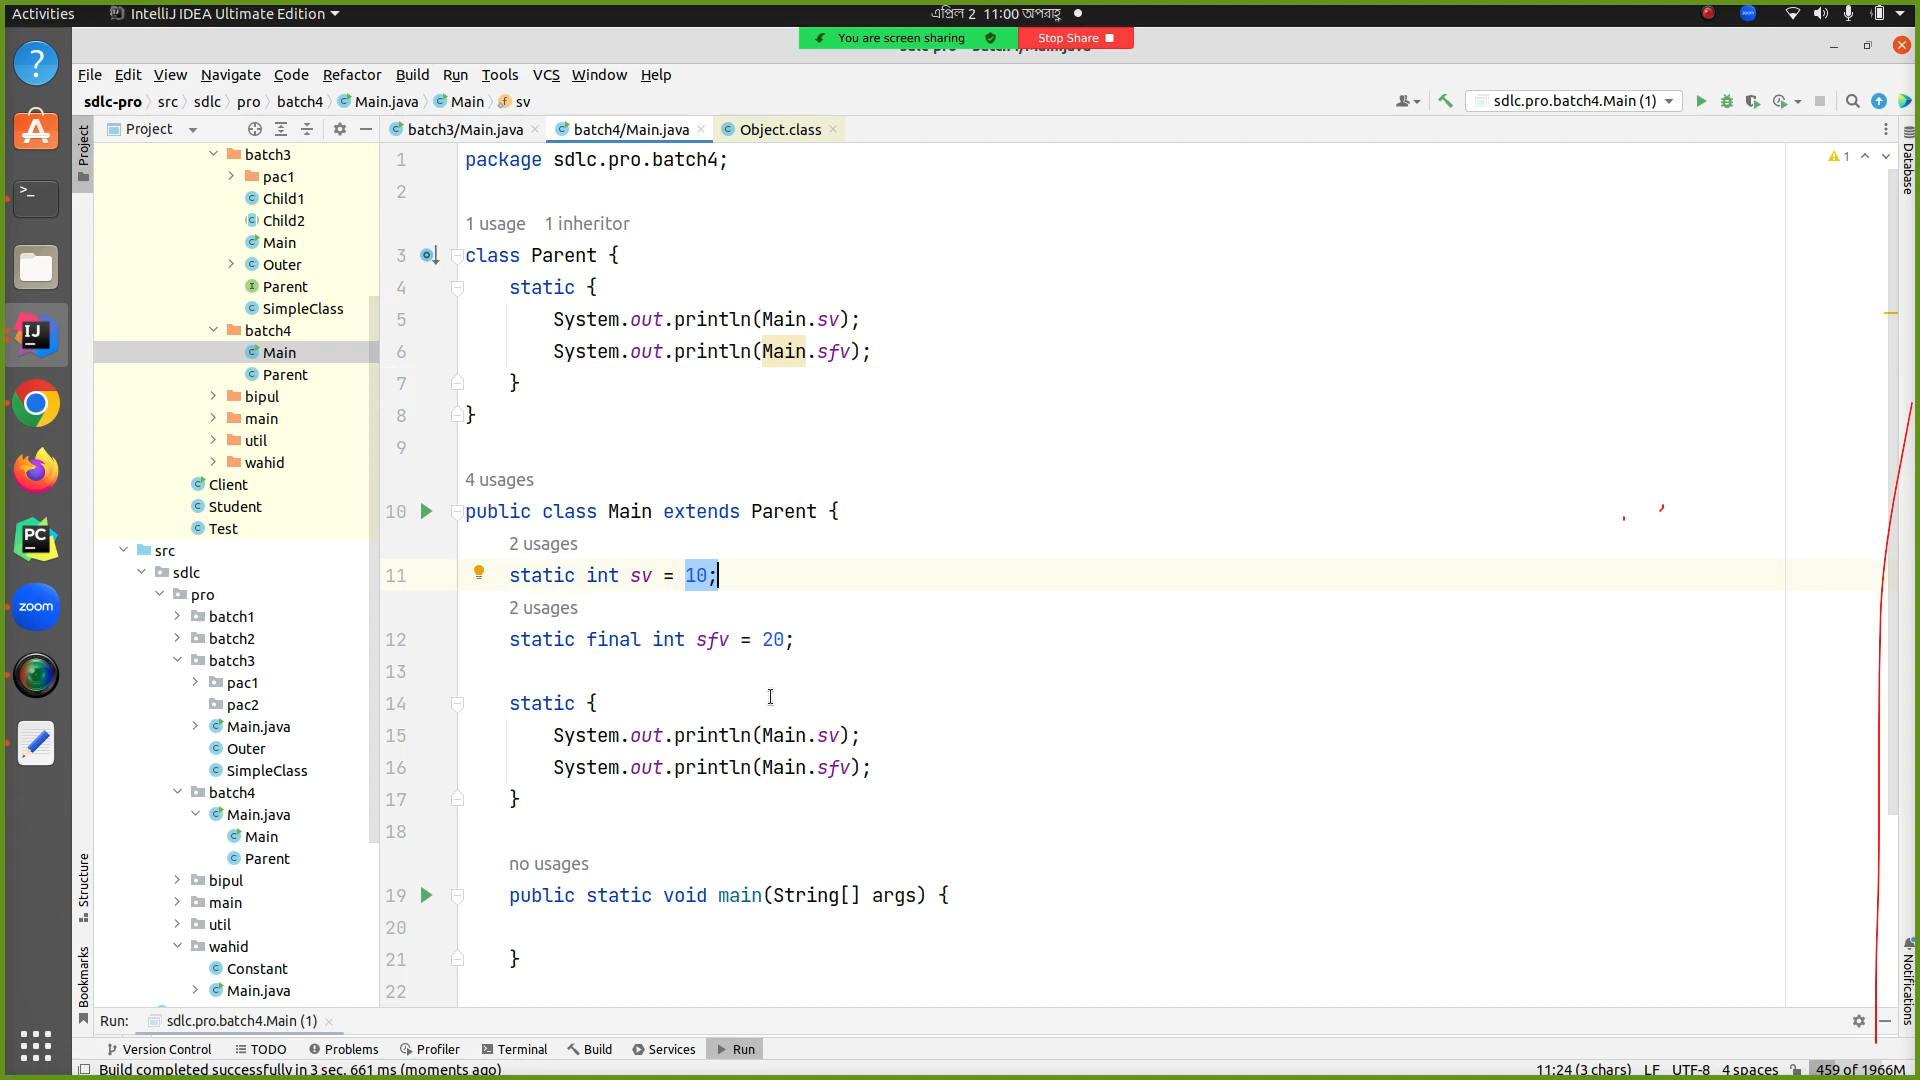 Activities
IntelliJ IDEA Ultimate Edition
এপ্রিল 2 11:00 অপরাহ্ণ
You are screen sharing
Stop Share
File Edit View Navigate Code Refactor Build Run Tools VCS Window Help
sdlc-pro src sdlc pro batch4 Main.java Main sv
sdlc.pro.batch4.Main (1)
Project
batch3/Main.java
batch4/Main.java
Object.class
Project
Structure
Bookmarks
batch3
pac1
Child1
Child2
Main
Outer
Parent
SimpleClass
batch4
Main
Parent
bipul
main
util
wahid
Client
Student
Test
src
sdlc
pro
batch1
batch2
batch3
pac1
pac2
Main.java
Outer
SimpleClass
batch4
Main.java
Main
Parent
bipul
main
util
wahid
Constant
Main.java
1 package sdlc.pro.batch4;
2
1 usage 1 inheritor
3 class Parent {
4 static {
5 System.out.println(Main.sv);
6 System.out.println(Main.sfv);
7 }
8 }
9
4 usages
10 public class Main extends Parent {
2 usages
11 static int sv = 10;
2 usages
12 static final int sfv = 20;
13
14 static {
15 System.out.println(Main.sv);
16 System.out.println(Main.sfv);
17 }
18
no usages
19 public static void main(String[] args) {
20
21 }
22
1
Database
Notifications
zoom
Run: sdlc.pro.batch4.Main (1)
Version Control TODO Problems Profiler Terminal Build Services Run
Build completed successfully in 3 sec, 661 ms (moments ago)
11:24 (3 chars) LF UTF-8 4 spaces 459 of 1966M